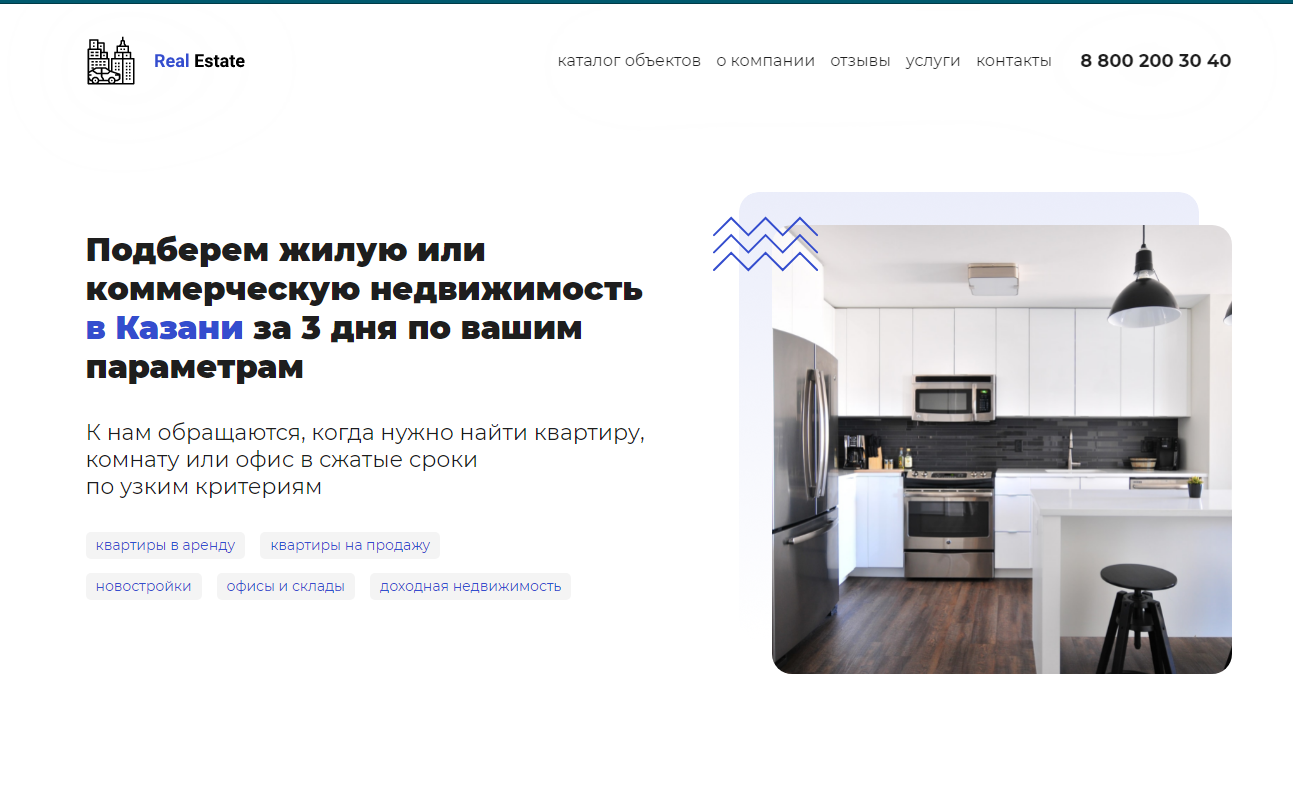 Real Estate
каталог объектов о компании отзывы услуги контакты 8 800 200 30 40
Подберем жилую или
коммерческую недвижимость
в Казани за 3 дня по вашим
параметрам
К нам обращаются, когда нужно найти квартиру,
комнату или офис в сжатые сроки
по узким критериям
квартиры в аренду квартиры на продажу
новостройки офисы и склады доходная недвижимость